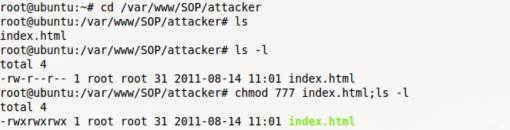 root@ubuntu:~# cd /var/www/SOP/attacker
root@ubuntu:/var/www/SOP/attacker# ls
index.html
root@ubuntu:/var/www/SOP/attacker# ls -l
total 4
-rw-r--r-- 1 root root 31 2011-08-14 11:01 index.html
root@ubuntu:/var/www/SOP/attacker# chmod 777 index.html;ls -l
total 4
-rwxrwxrwx 1 root root 31 2011-08-14 11:01 index.html